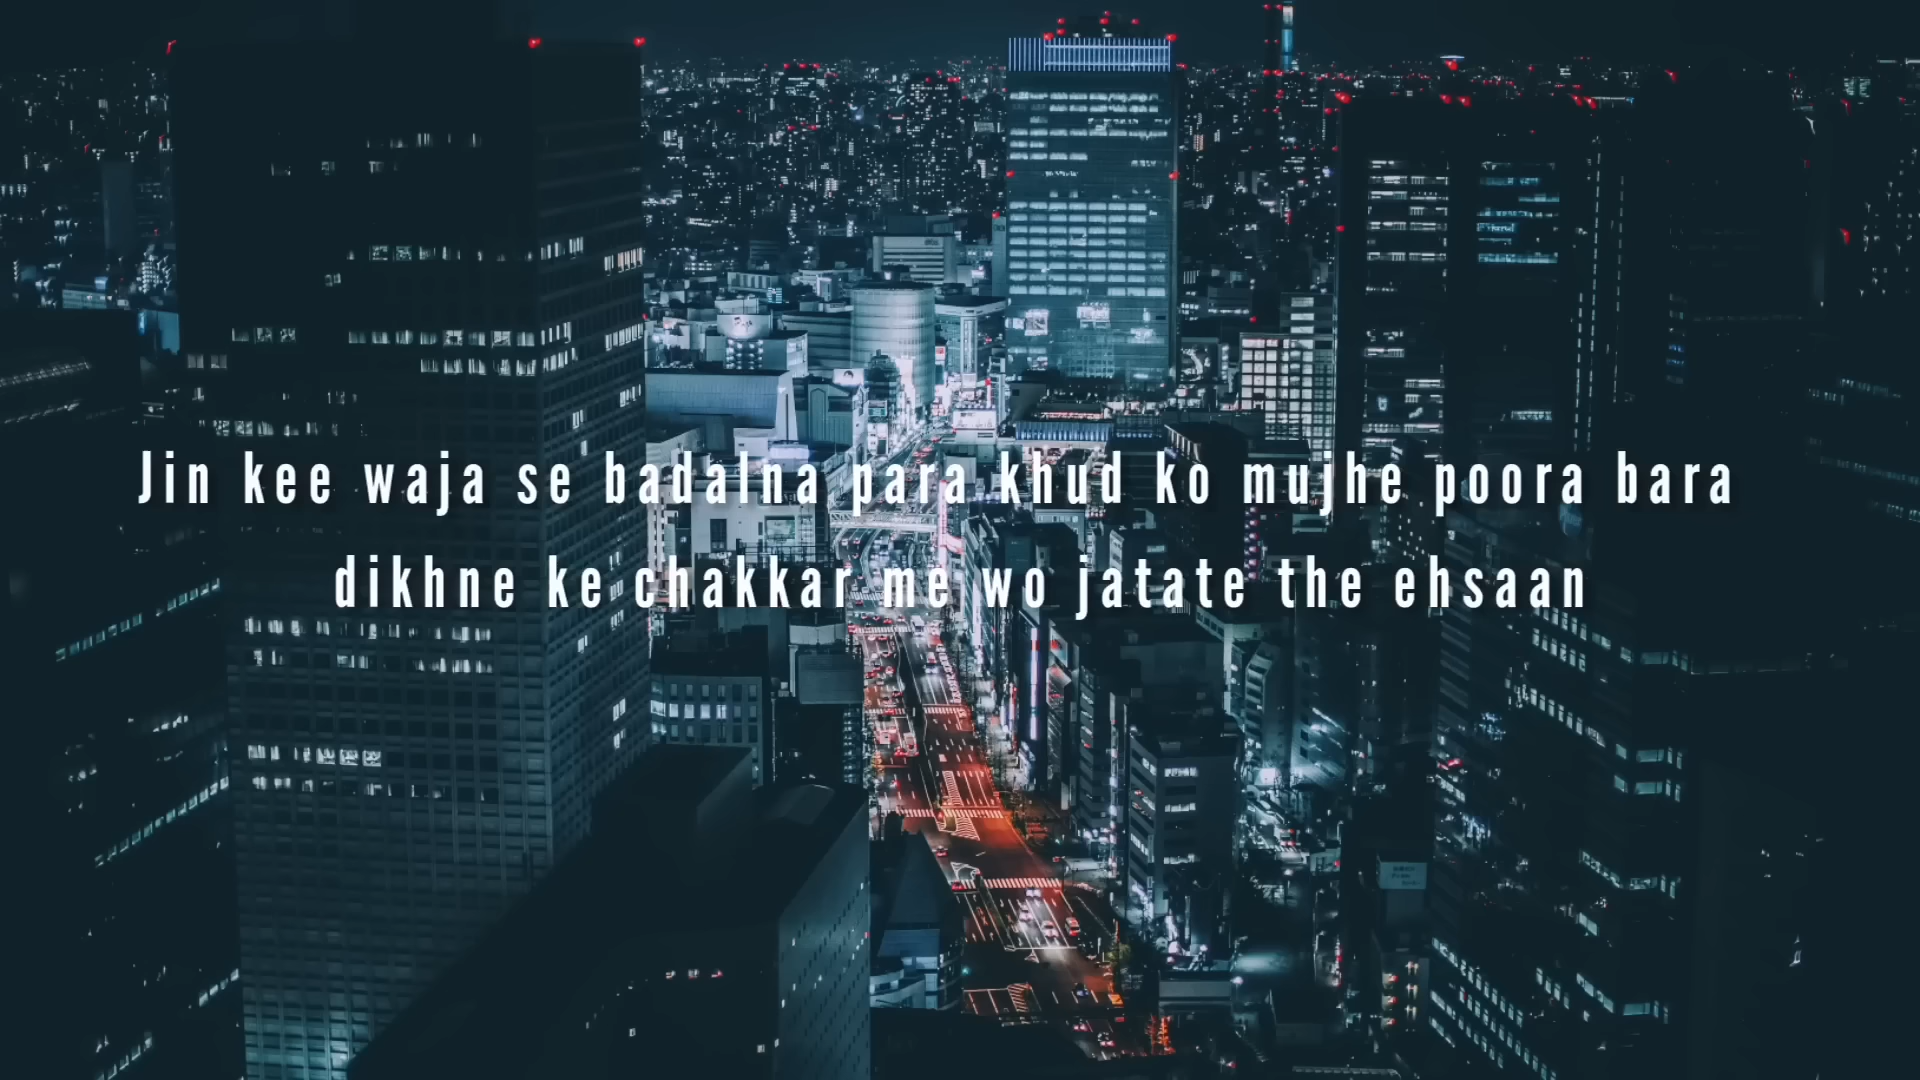 Jin kee waja se badalna para khud ko mujhe poora bara
dikhne ke chakkar me wo jatate the ehsaan